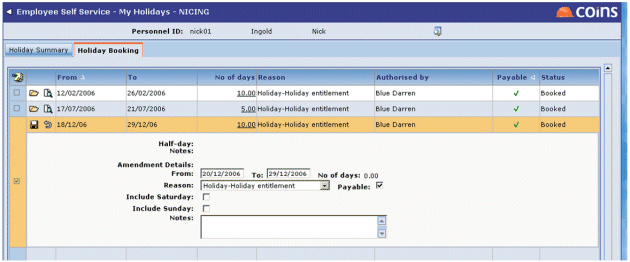 Employee Self Service - My Holidays - NICING
COINS
Personnel ID: nick01 Ingold Nick
Holiday Summary Holiday Booking
From To No of days Reason Authorised by Payable Status
12/02/2006 26/02/2006 10.00 Holiday-Holiday entitlement Blue Darren ✓ Booked
17/07/2006 21/07/2006 5.00 Holiday-Holiday entitlement Blue Darren ✓ Booked
18/12/06 29/12/06 10.00 Holiday-Holiday entitlement Blue Darren ✓ Booked
Half-day:
Notes:
Amendment Details:
From: 20/12/2006 To: 29/12/2006 No of days: 0.00
Reason: Holiday-Holiday entitlement Payable:
Include Saturday:
Include Sunday:
Notes: